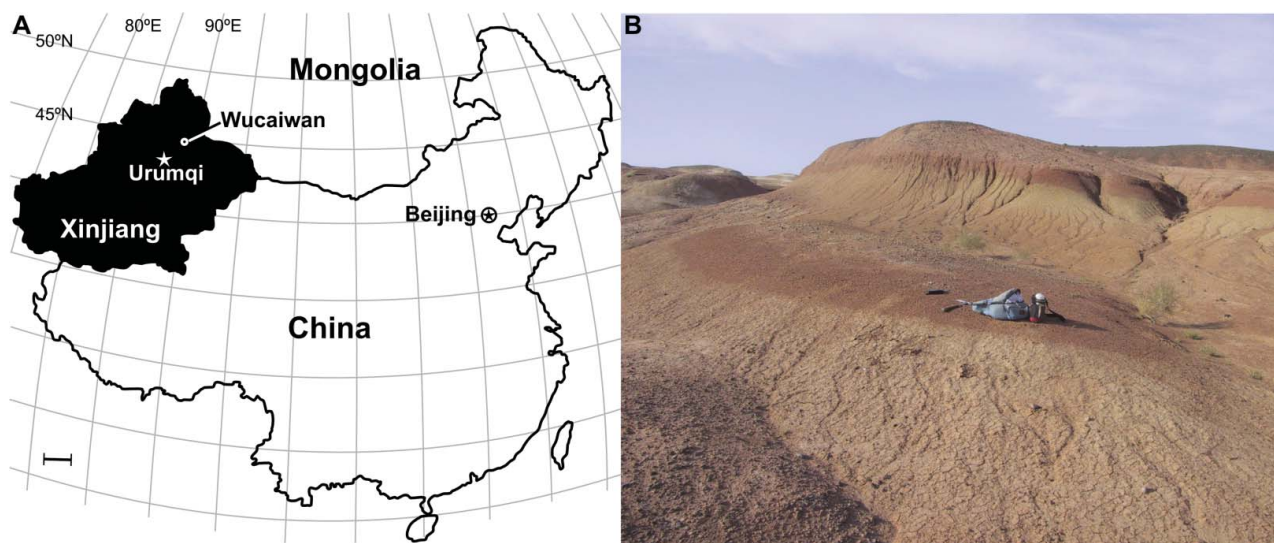 A
80ºE
90ºE
50ºN
Mongolia
45ºN
Wucaiwan
Urumqi
Beijing
Xinjiang
China
B